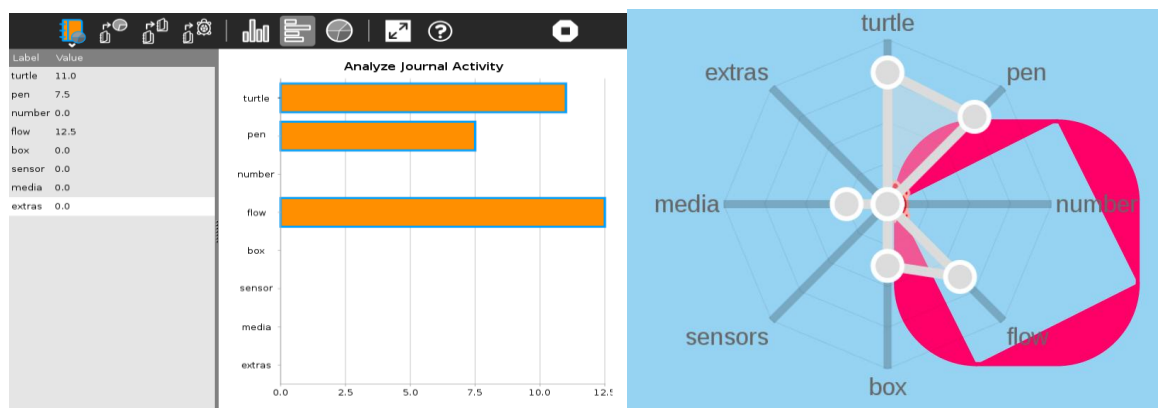 Label Value
turtle 11.0
pen 7.5
number 0.0
flow 12.5
box 0.0
sensor 0.0
media 0.0
extras 0.0
Analyze Journal Activity
turtle
pen
number
flow
box
sensor
media
extras
0.0 2.5 5.0 7.5 10.0 12.5
turtle
extras pen
media number
sensors flow
box